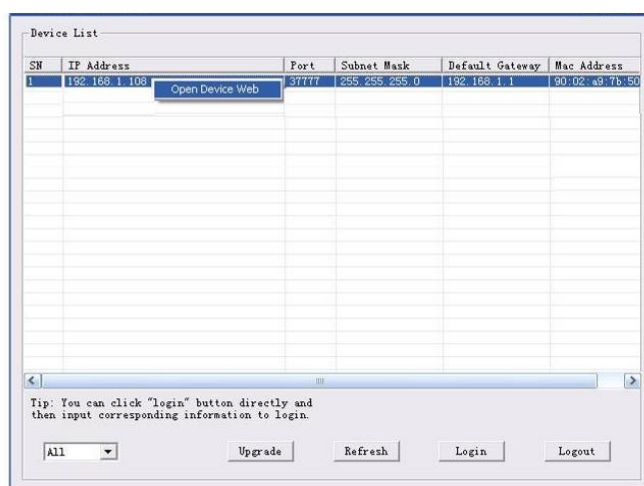 Device List
SN IP Address Port Subnet Mask Default Gateway Mac Address
1 192.168.1.108 37777 255.255.255.0 192.168.1.1 90:02:a9:7b:50
Open Device Web
Tip: You can click "login" button directly and
then input corresponding information to login.
All Upgrade Refresh Login Logout